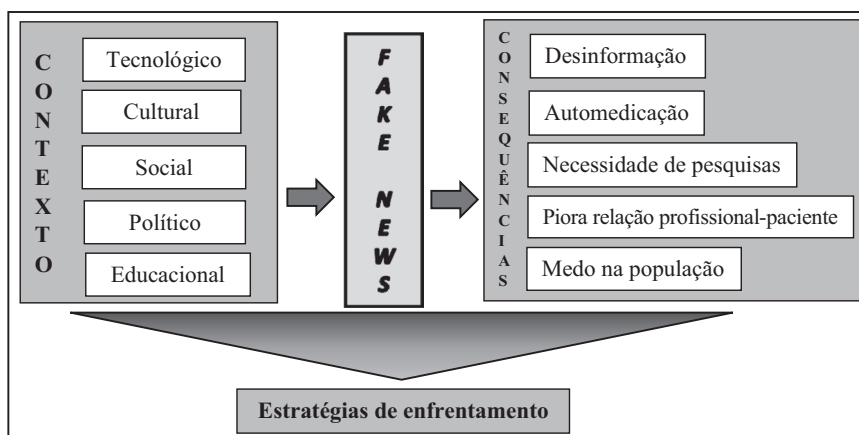 CONTEXTO
Tecnológico
Cultural
Social
Político
Educacional
FAKE NEWS
CONSEQUÊNCIAS
Desinformação
Automedicação
Necessidade de pesquisas
Piora relação profissional-paciente
Medo na população
Estratégias de enfrentamento